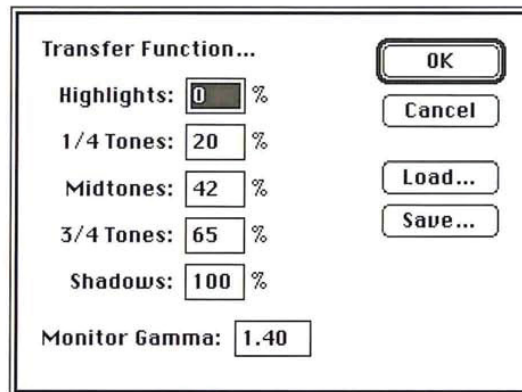 Transfer Function...
Highlights: 0 %
1/4 Tones: 20 %
Midtones: 42 %
3/4 Tones: 65 %
Shadows: 100 %
Monitor Gamma: 1.40
OK
Cancel
Load...
Save...